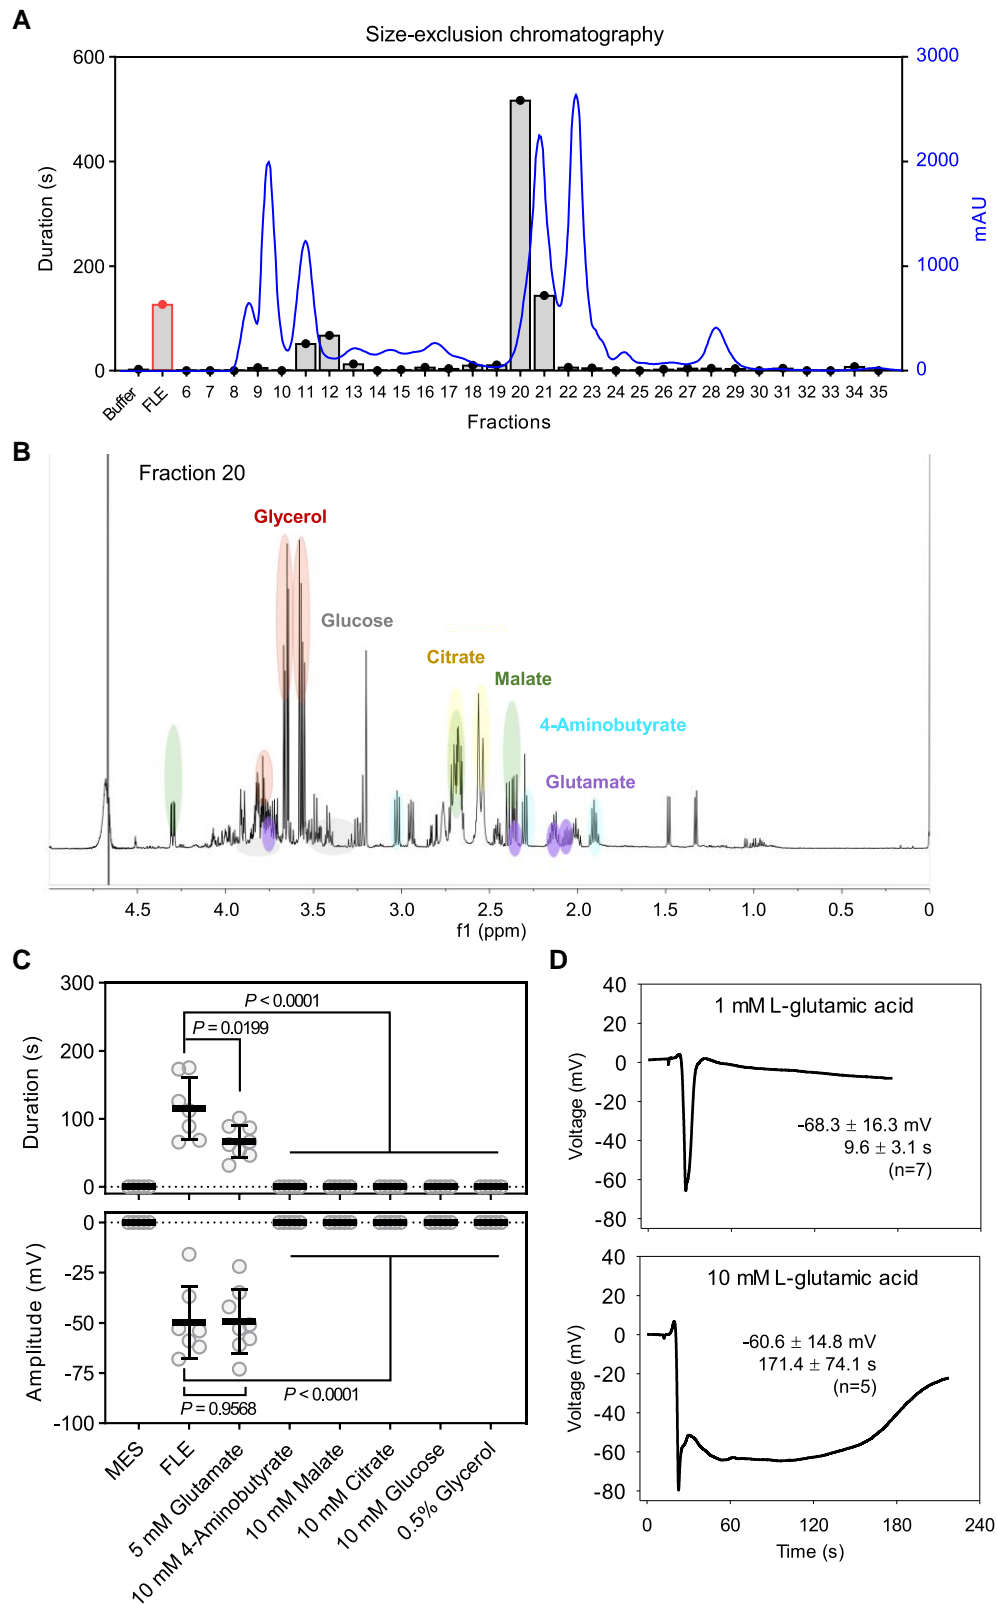 A
Size-exclusion chromatography
600
400
200
0
Duration (s)
3000
2000
1000
0
mAU
Buffer FLE 6 7 8 9 10 11 12 13 14 15 16 17 18 19 20 21 22 23 24 25 26 27 28 29 30 31 32 33 34 35
Fractions
B
Fraction 20
Glycerol
Glucose
Citrate
Malate
4-Aminobutyrate
Glutamate
4.5 4.0 3.5 3.0 2.5 2.0 1.5 1.0 0.5 0
f1 (ppm)
C
300
200
100
0
Duration (s)
P < 0.0001
P = 0.0199
0
-25
-50
-75
-100
Amplitude (mV)
P < 0.0001
P = 0.9568
MES
FLE
5 mM Glutamate
10 mM 4-Aminobutyrate
10 mM Malate
10 mM Citrate
10 mM Glucose
0.5% Glycerol
D
40
20
0
-20
-40
-60
-80
Voltage (mV)
1 mM L-glutamic acid
-68.3 ± 16.3 mV
9.6 ± 3.1 s
(n=7)
40
20
0
-20
-40
-60
-80
Voltage (mV)
10 mM L-glutamic acid
-60.6 ± 14.8 mV
171.4 ± 74.1 s
(n=5)
0 60 120 180 240
Time (s)